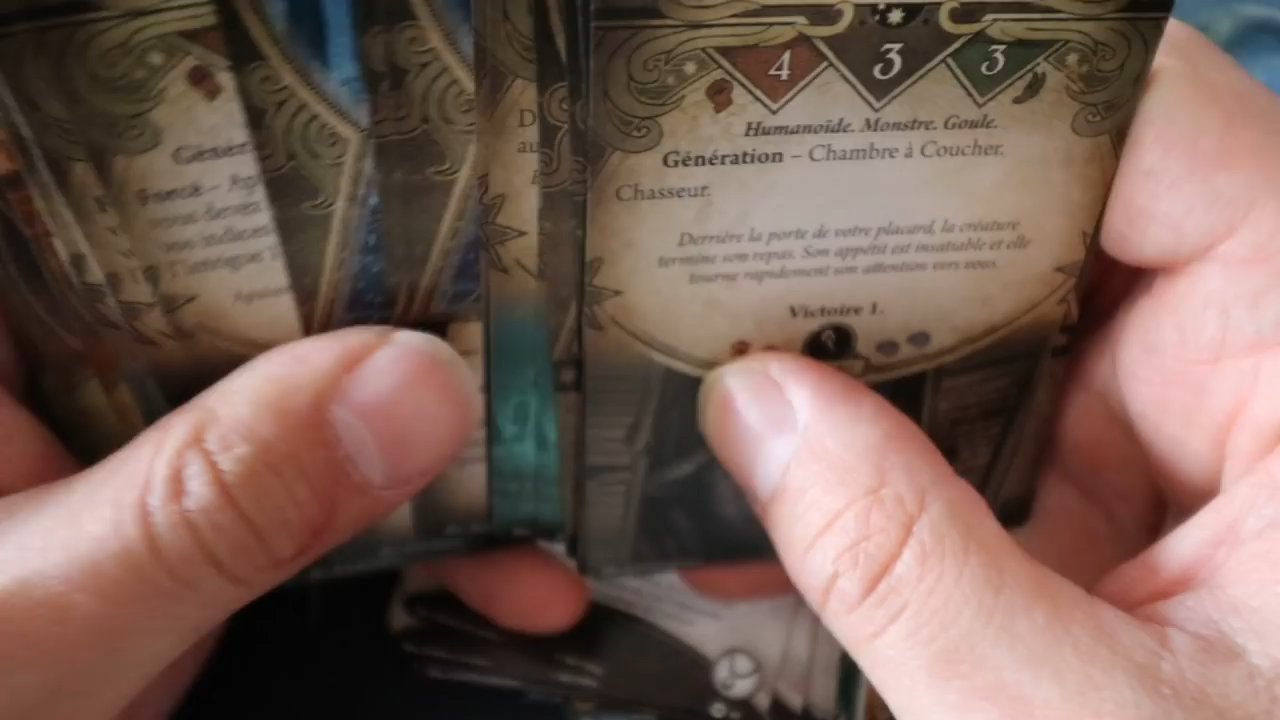 4 3 3
Humanoïde. Monstre. Goule.
Génération – Chambre à Coucher.
Chasseur.
Derrière la porte de votre placard, la créature
termine son repas. Son appétit est insatiable et elle
tourne rapidement son attention vers vous.
Victoire 1.
D
au